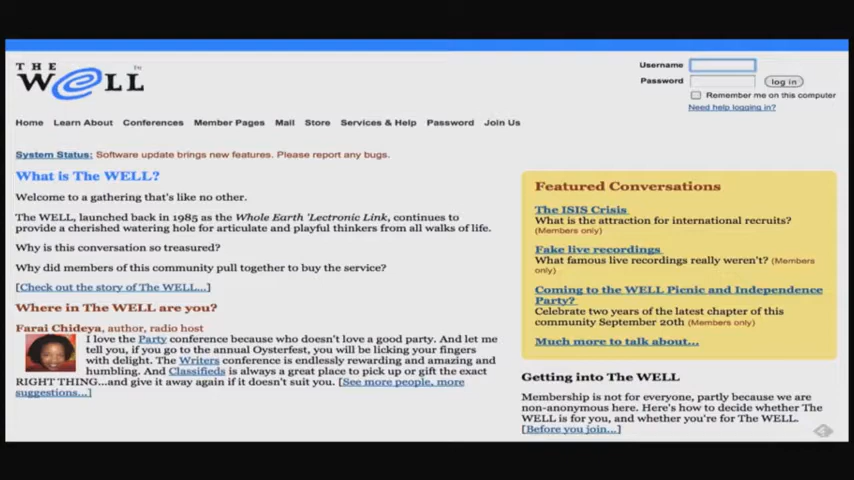 THE
WELL
Username
Password
log in
Remember me on this computer
Need help logging in?
Home Learn About Conferences Member Pages Mail Store Services & Help Password Join Us
System Status: Software update brings new features. Please report any bugs.
What is The WELL?
Welcome to a gathering that's like no other.
The WELL, launched back in 1985 as the Whole Earth 'Lectronic Link, continues to
provide a cherished watering hole for articulate and playful thinkers from all walks of life.
Why is this conversation so treasured?
Why did members of this community pull together to buy the service?
[Check out the story of The WELL...]
Where in The WELL are you?
Farai Chideya, author, radio host
I love the Party conference because who doesn't love a good party. And let me
tell you, if you go to the annual Oysterfest, you will be licking your fingers
with delight. The Writers conference is endlessly rewarding and amazing and
humbling. And Classifieds is always a great place to pick up or gift the exact
RIGHT THING...and give it away again if it doesn't suit you. [See more people, more
suggestions...]
Featured Conversations
The ISIS Crisis
What is the attraction for international recruits?
(Members only)
Fake live recordings
What famous live recordings really weren't? (Members
only)
Coming to the WELL Picnic and Independence
Party?
Celebrate two years of the latest chapter of this
community September 20th (Members only)
Much more to talk about...
Getting into The WELL
Membership is not for everyone, partly because we are
non-anonymous here. Here's how to decide whether The
WELL is for you, and whether you're for The WELL.
[Before you join...]